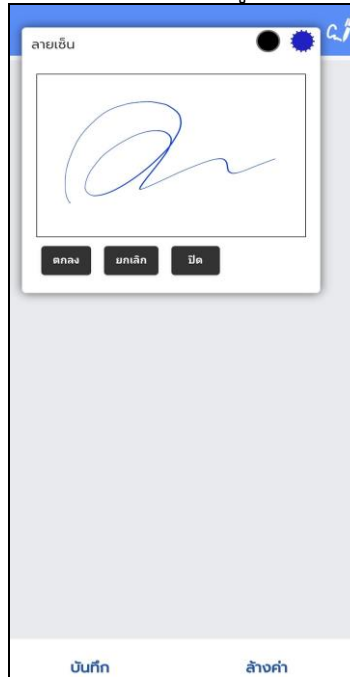 ลายเซ็น
ตกลง ยกเลิก ปิด
บันทึก ล้างค่า